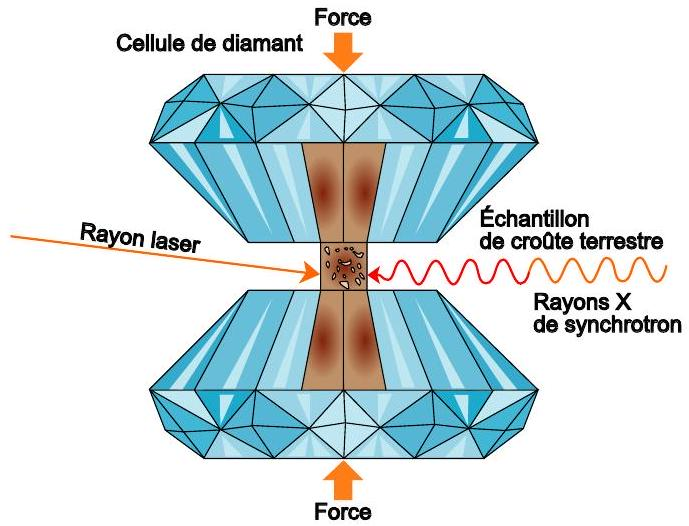 Force
Cellule de diamant
Rayon laser
Échantillon
de croûte terrestre
Rayons X
de synchrotron
Force